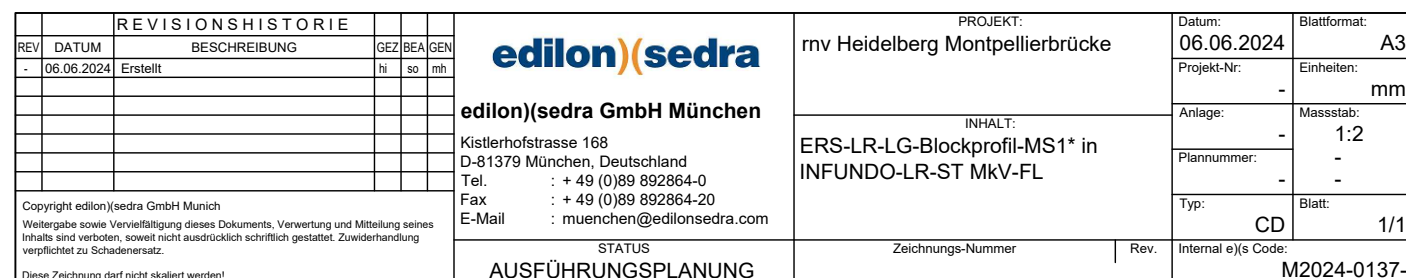 REVISIONSHISTORIE
REV DATUM BESCHREIBUNG GEZ BEA GEN
- 06.06.2024 Erstellt hi so mh
Copyright edilon)(sedra GmbH Munich
Weitergabe sowie Vervielfältigung dieses Dokuments, Verwertung und Mitteilung seines
Inhalts sind verboten, soweit nicht ausdrücklich schriftlich gestattet. Zuwiderhandlung
verpflichtet zu Schadenersatz.
Diese Zeichnung darf nicht skaliert werden!
edilon)(sedra
edilon)(sedra GmbH München
Kistlerhofstrasse 168
D-81379 München, Deutschland
Tel. : + 49 (0)89 892864-0
Fax : + 49 (0)89 892864-20
E-Mail : muenchen@edilonsedra.com
STATUS
AUSFÜHRUNGSPLANUNG
PROJEKT:
rnv Heidelberg Montpellierbrücke
INHALT:
ERS-LR-LG-Blockprofil-MS1* in
INFUNDO-LR-ST MkV-FL
Zeichnungs-Nummer Rev.
Datum: Blattformat:
06.06.2024 A3
Projekt-Nr: Einheiten:
- mm
Anlage: Massstab:
- 1:2
Plannummer: -
- -
Typ: Blatt:
CD 1/1
Internal e)(s Code:
M2024-0137-